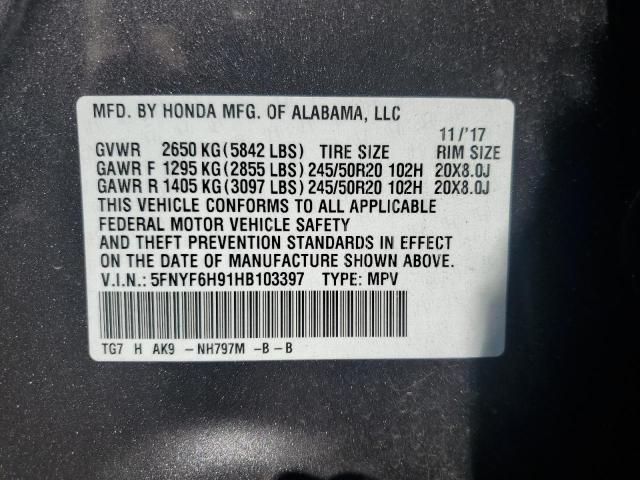 MFD. BY HONDA MFG. OF ALABAMA, LLC
11/'17
GVWR 2650 KG(5842 LBS) TIRE SIZE RIM SIZE
GAWR F 1295 KG(2855 LBS) 245/50R20 102H 20X8.0J
GAWR R 1405 KG(3097 LBS) 245/50R20 102H 20X8.0J
THIS VEHICLE CONFORMS TO ALL APPLICABLE
FEDERAL MOTOR VEHICLE SAFETY
AND THEFT PREVENTION STANDARDS IN EFFECT
ON THE DATE OF MANUFACTURE SHOWN ABOVE.
V.I.N.: 5FNYF6H91HB103397 TYPE: MPV
TG7 H AK9 - NH797M -B - B